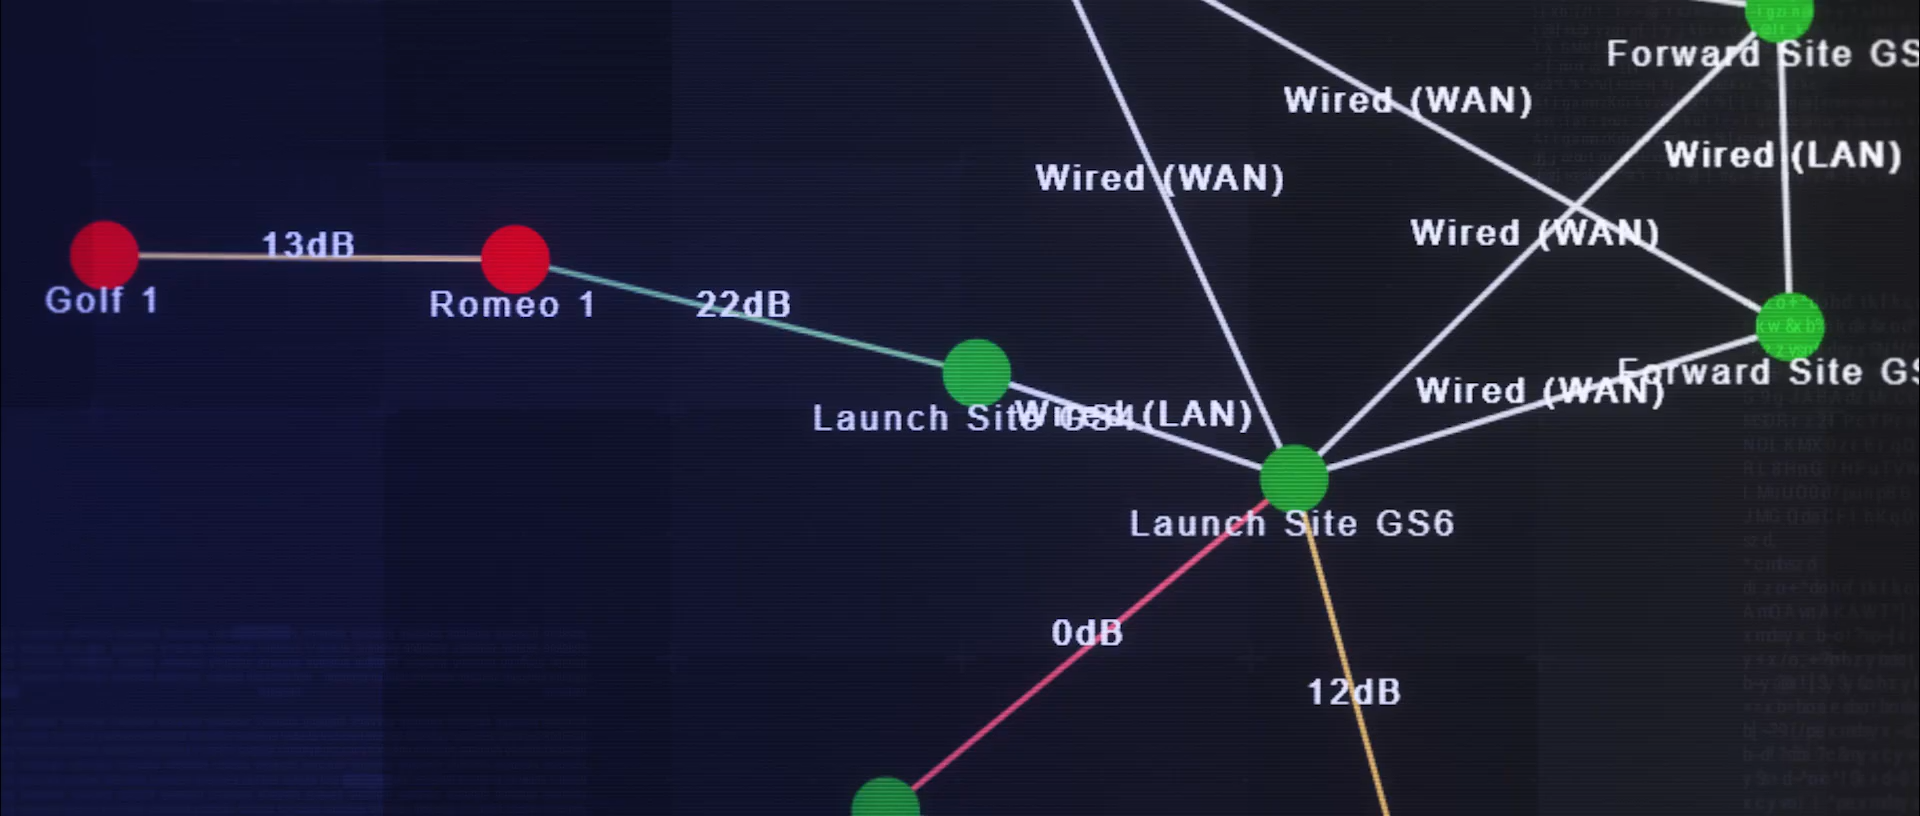 Forward Site GS
Wired (WAN)
Wired (LAN)
Wired (WAN)
Wired (WAN)
13dB
Golf 1
Romeo 1
22dB
Forward Site GS
Wired (WAN)
Launch Site GS4
Wired (LAN)
Launch Site GS6
0dB
12dB